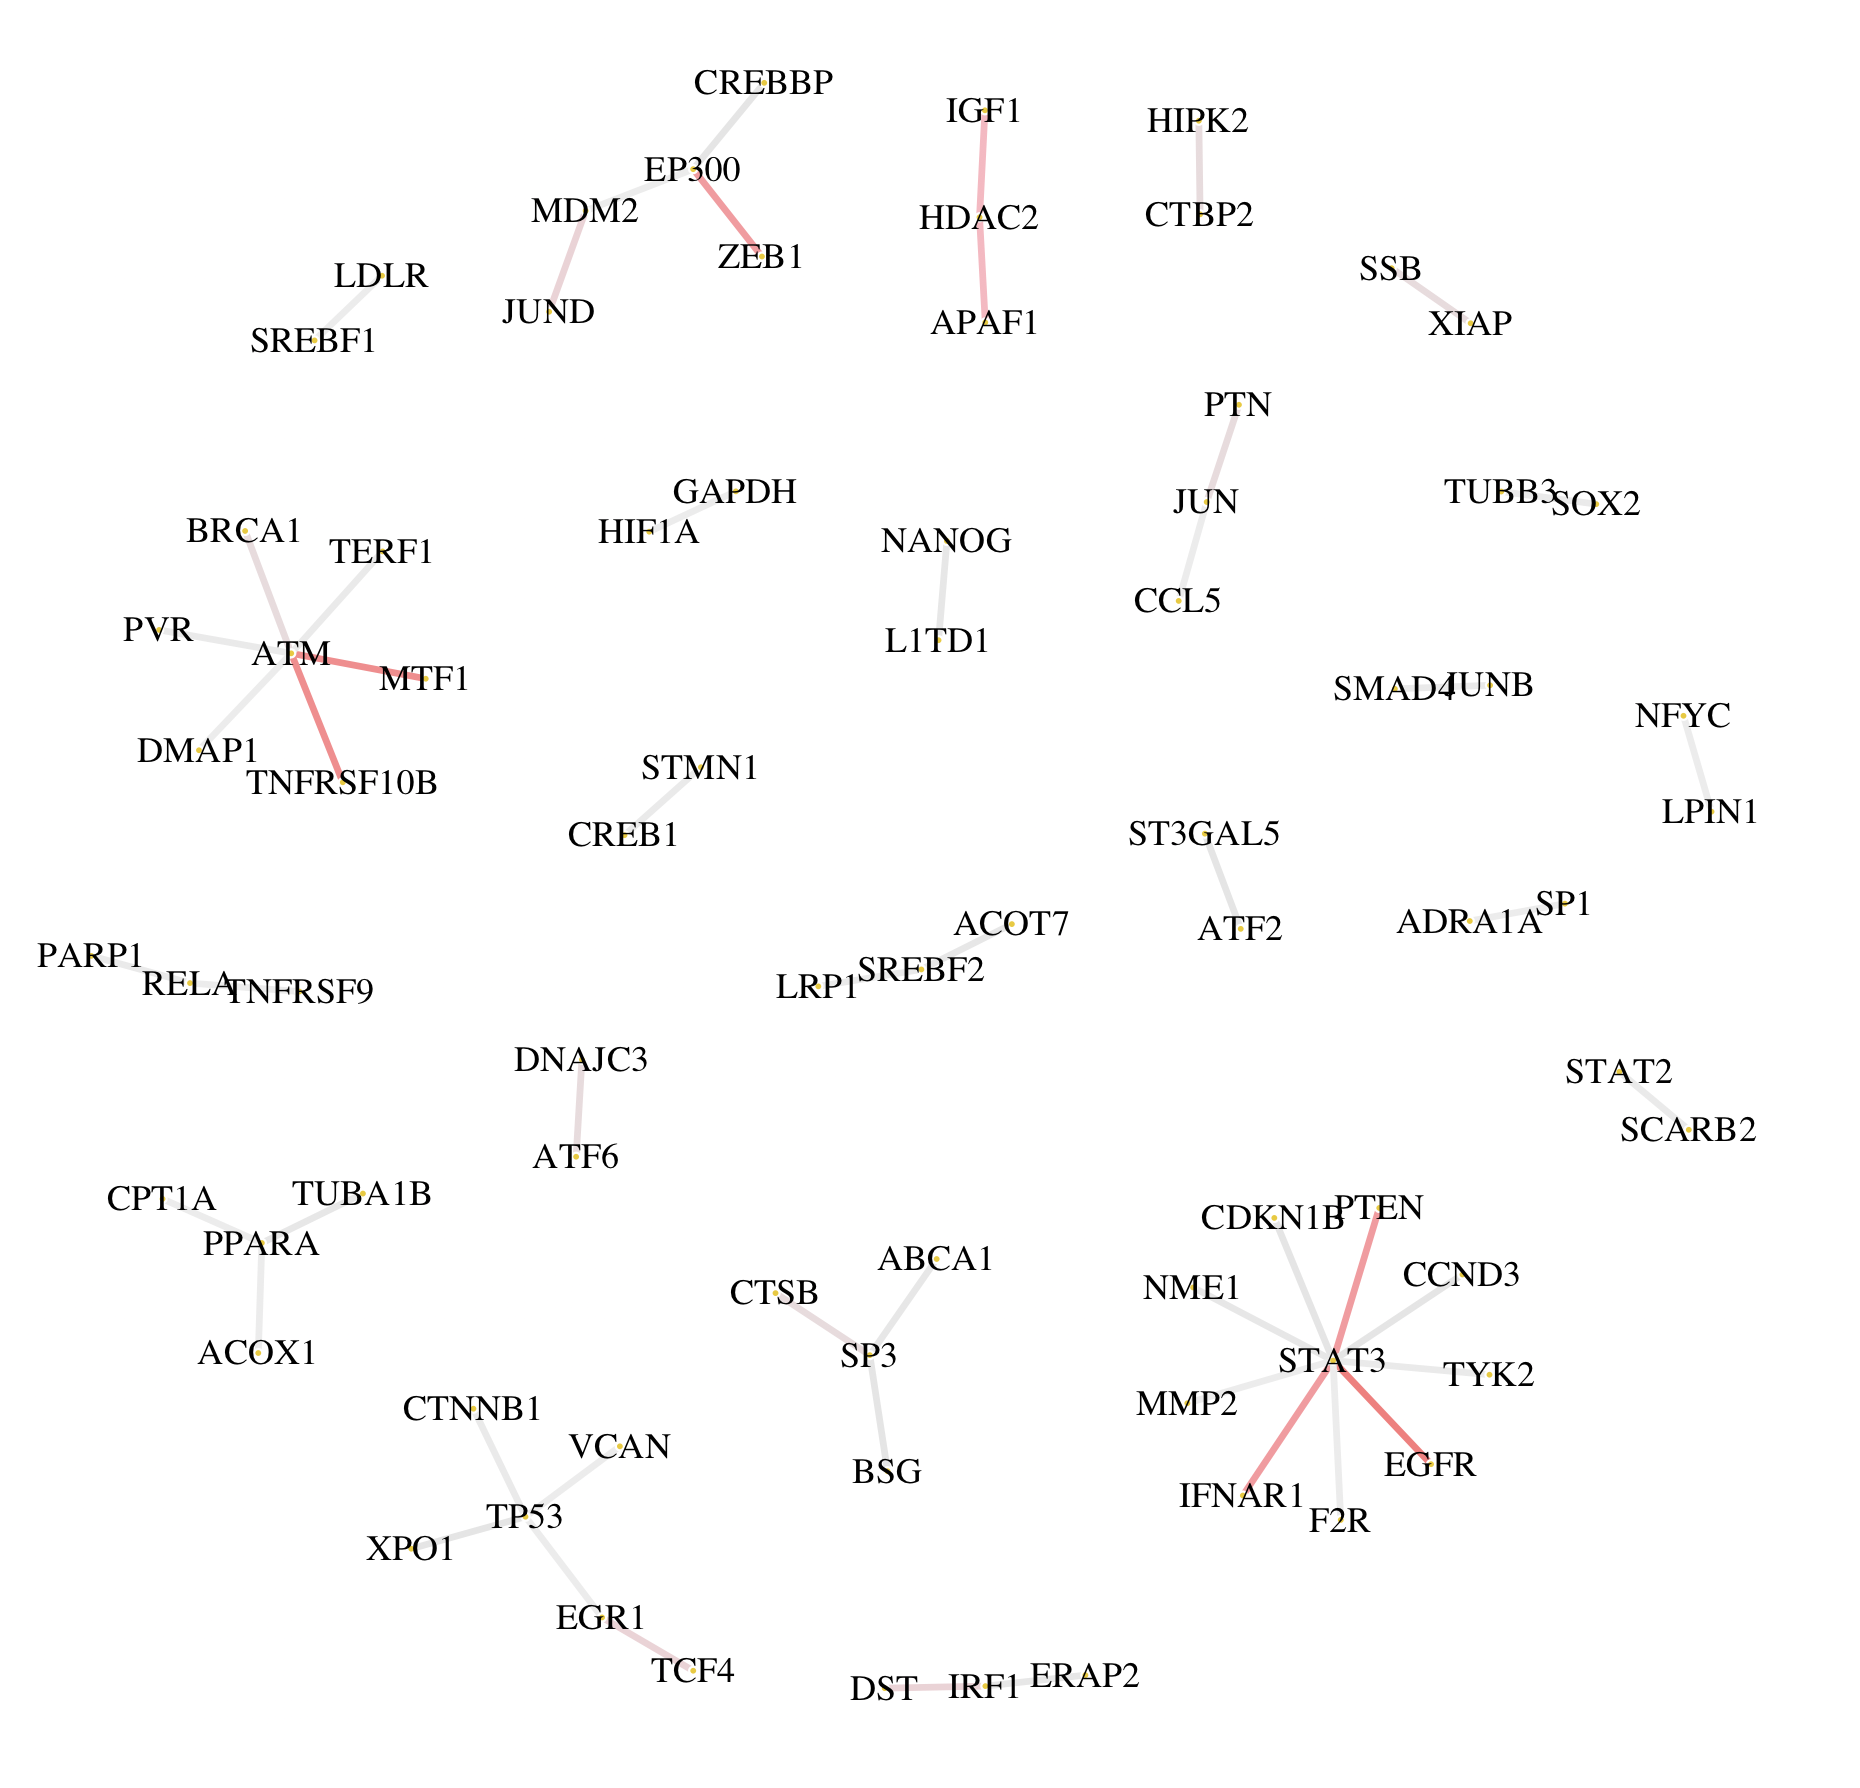 CREBBP
IGF1
HIPK2
EP300
MDM2
HDAC2
CTBP2
ZEB1
SSB
LDLR
JUND
APAF1
XIAP
SREBF1
PTN
GAPDH
TUBB3
JUN
SOX2
BRCA1
HIF1A
NANOG
TERF1
CCL5
PVR
L1TD1
ATM
MTF1
SMAD4
JUNB
NFYC
DMAP1
STMN1
TNFRSF10B
LPIN1
CREB1
ST3GAL5
SP1
ACOT7
ATF2
ADRA1A
PARP1
SREBF2
RELA
LRP1
TNFRSF9
DNAJC3
STAT2
SCARB2
ATF6
CPT1A
TUBA1B
PTEN
CDKN1B
PPARA
ABCA1
CCND3
CTSB
NME1
ACOX1
SP3
STAT3
TYK2
CTNNB1
MMP2
VCAN
BSG
EGFR
IFNAR1
TP53
F2R
XPO1
EGR1
TCF4
DST
IRF1
ERAP2